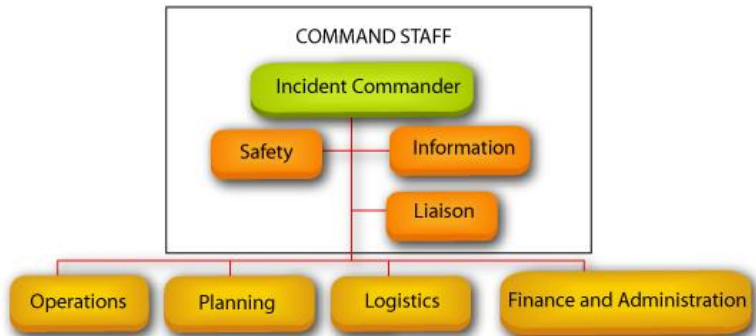 COMMAND STAFF
Incident Commander
Safety
Information
Liaison
Operations
Planning
Logistics
Finance and Administration